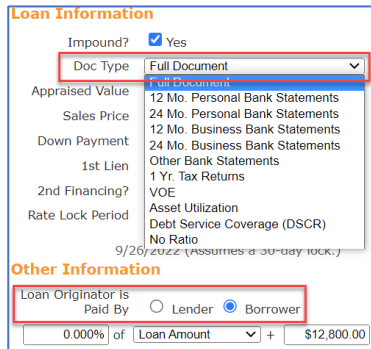 Loan Information
Impound? Yes
Doc Type Full Document
Full Document
Appraised Value
12 Mo. Personal Bank Statements
Sales Price
24 Mo. Personal Bank Statements
12 Mo. Business Bank Statements
Down Payment
24 Mo. Business Bank Statements
1st Lien
Other Bank Statements
1 Yr. Tax Returns
2nd Financing?
VOE
Asset Utilization
Rate Lock Period
Debt Service Coverage (DSCR)
No Ratio
9/26/2022 (Assumes a 30-day lock.)
Other Information
Loan Originator is
Paid By Lender Borrower
0.000% of Loan Amount + $12,800.00